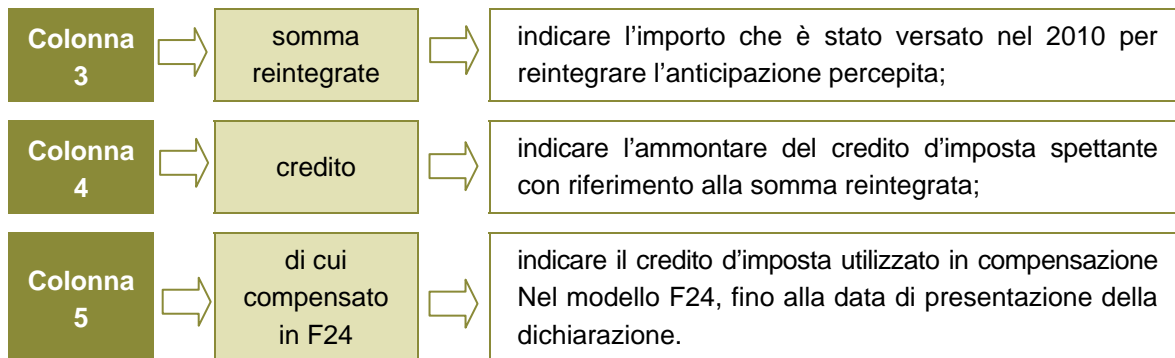 Colonna
3
somma
reintegrate
indicare l’importo che è stato versato nel 2010 per
reintegrare l’anticipazione percepita;
Colonna
4
credito
indicare l’ammontare del credito d’imposta spettante
con riferimento alla somma reintegrata;
Colonna
5
di cui
compensato
in F24
indicare il credito d’imposta utilizzato in compensazione
Nel modello F24, fino alla data di presentazione della
dichiarazione.